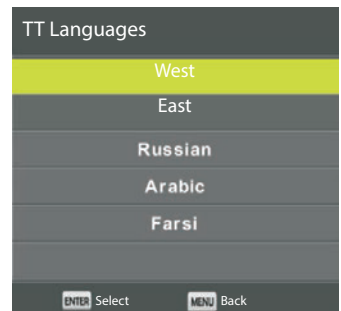 TT Languages
West
East
Russian
Arabic
Farsi
ENTER Select MENU Back